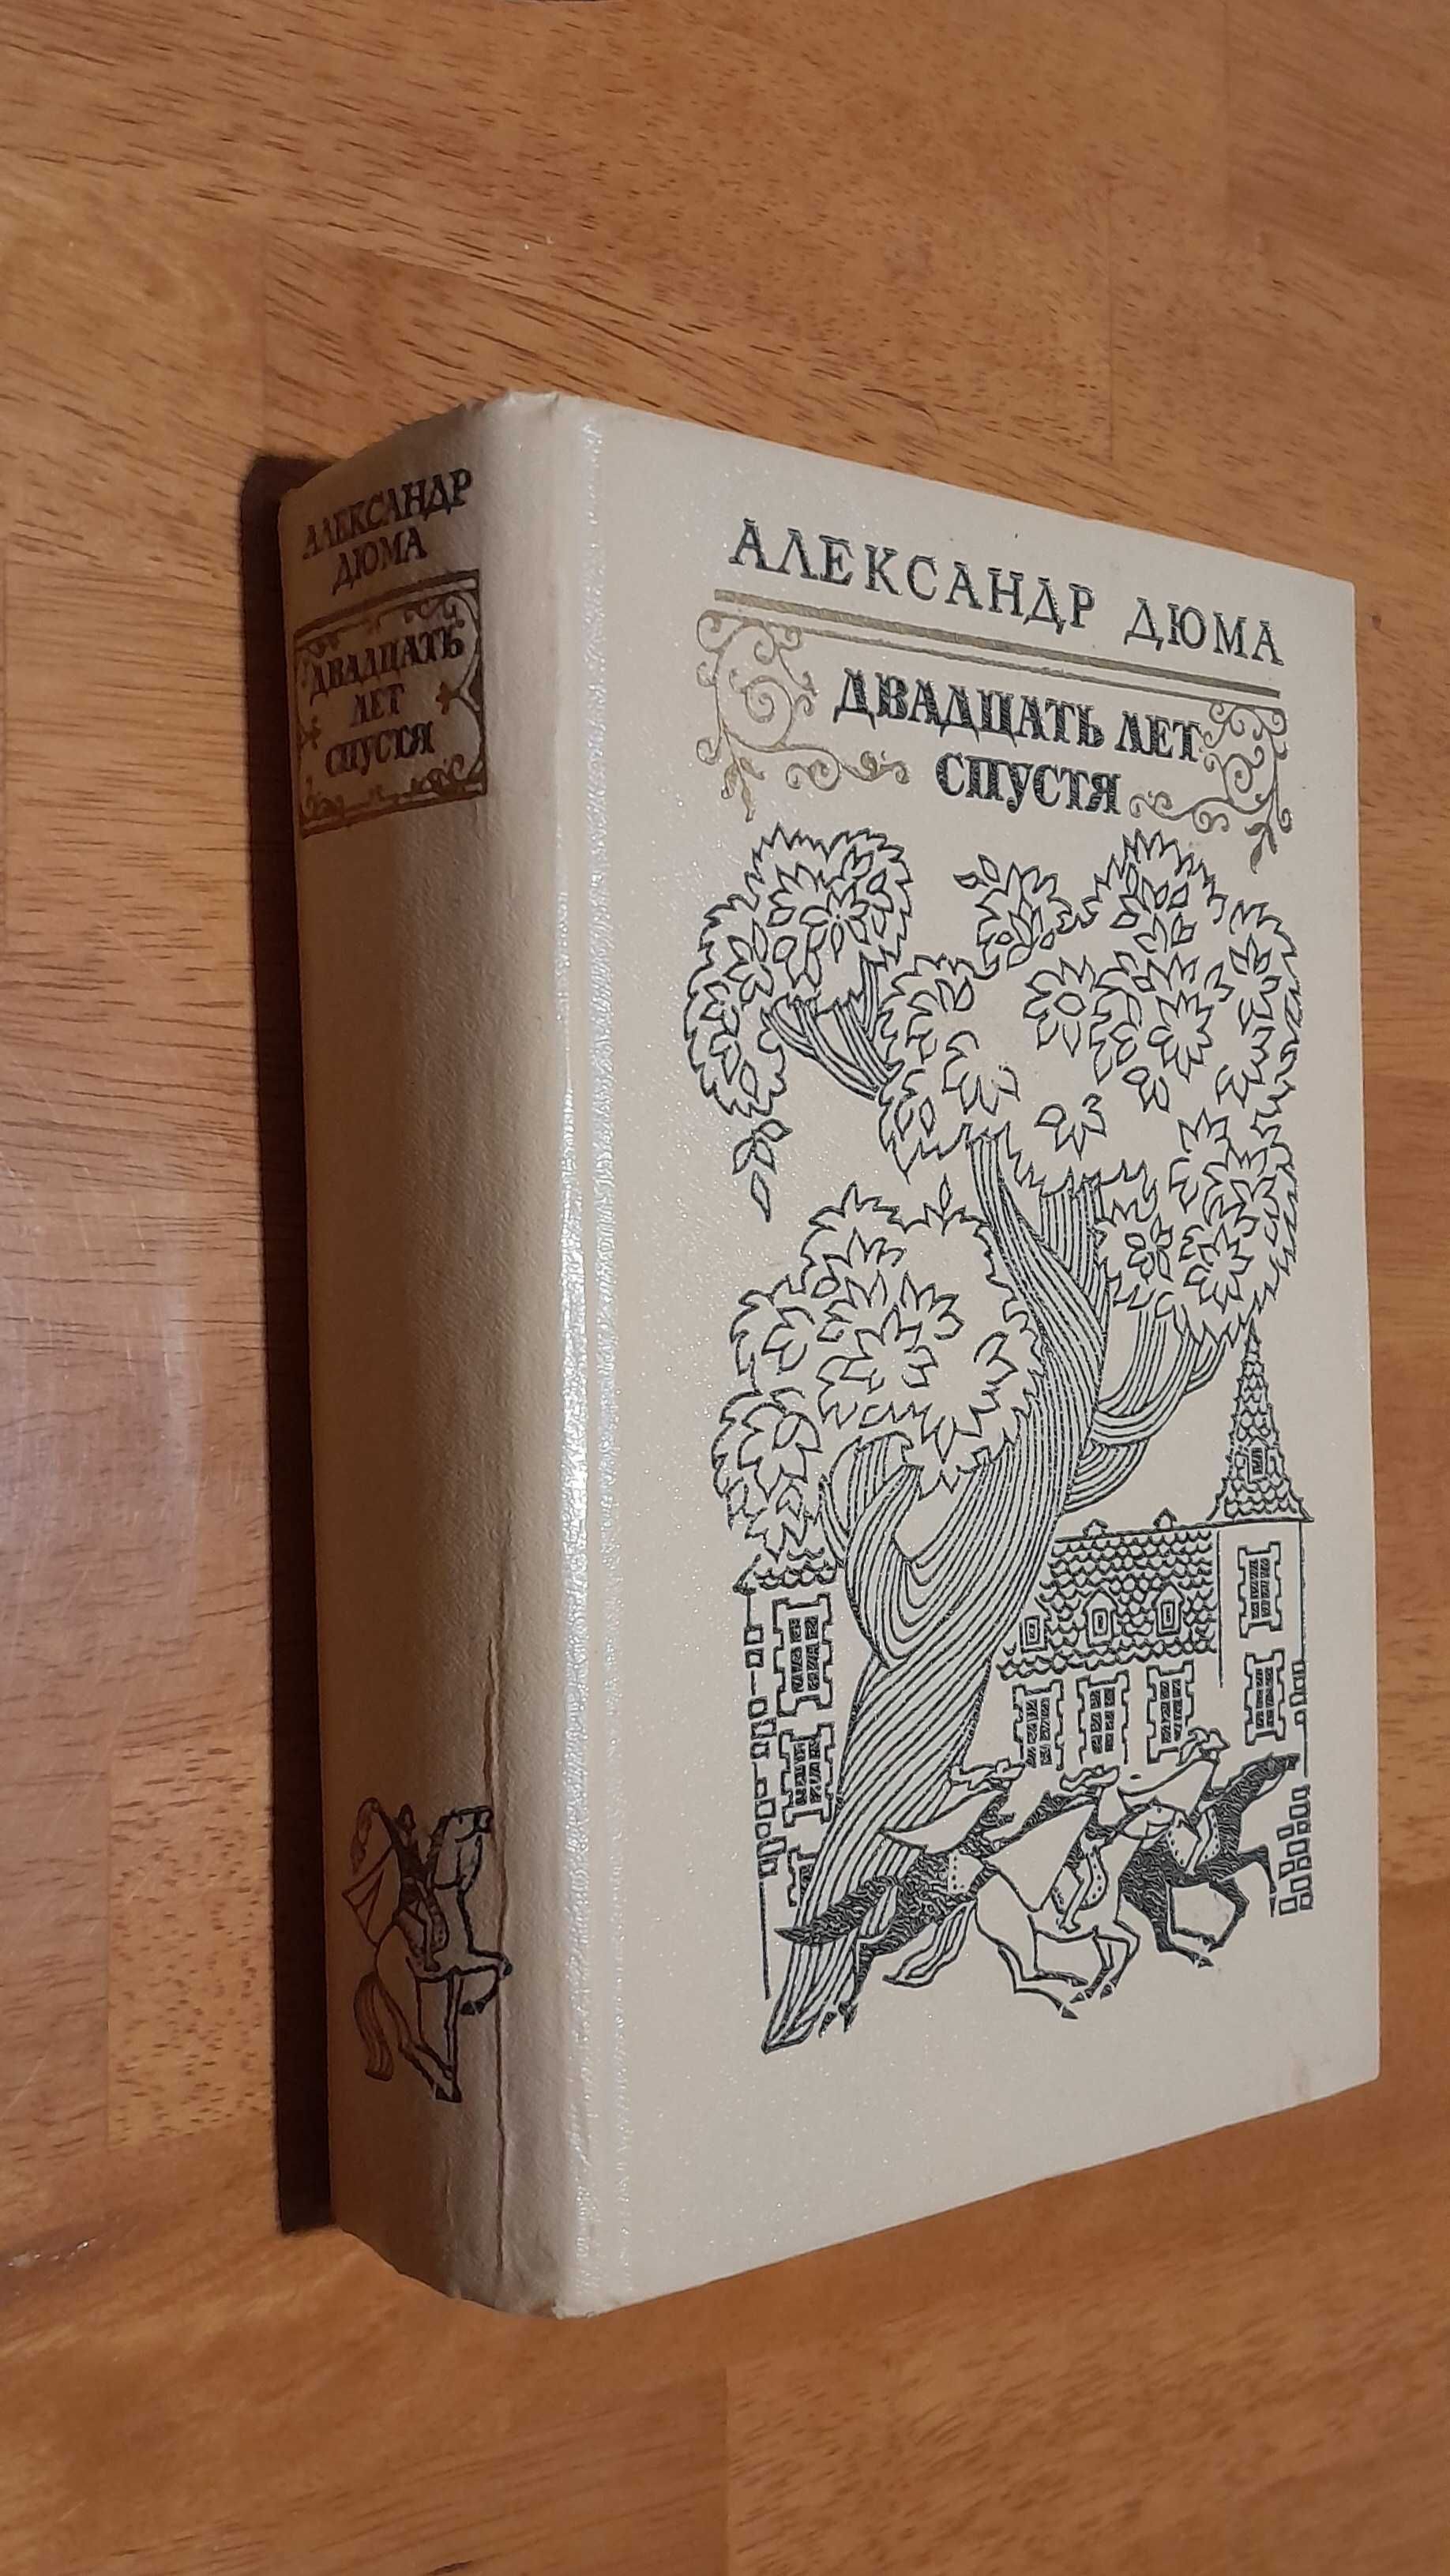 АЛЕКСАНДР
ДЮМА
ДВАДЦАТЬ
ЛЕТ
СПУСТЯ
АЛЕКСАНДР ДЮМА
ДВАДЦАТЬ ЛЕТ
СПУСТЯ